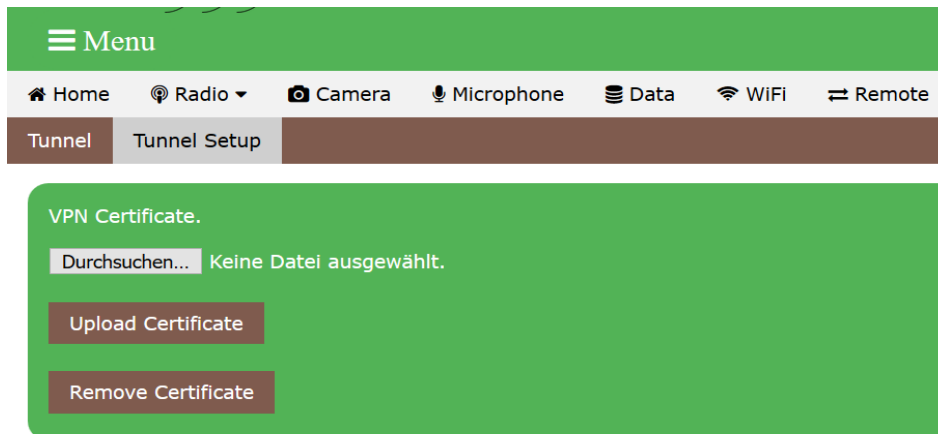 Menu
Home Radio Camera Microphone Data WiFi Remote
Tunnel Tunnel Setup
VPN Certificate.
Durchsuchen... Keine Datei ausgewählt.
Upload Certificate
Remove Certificate